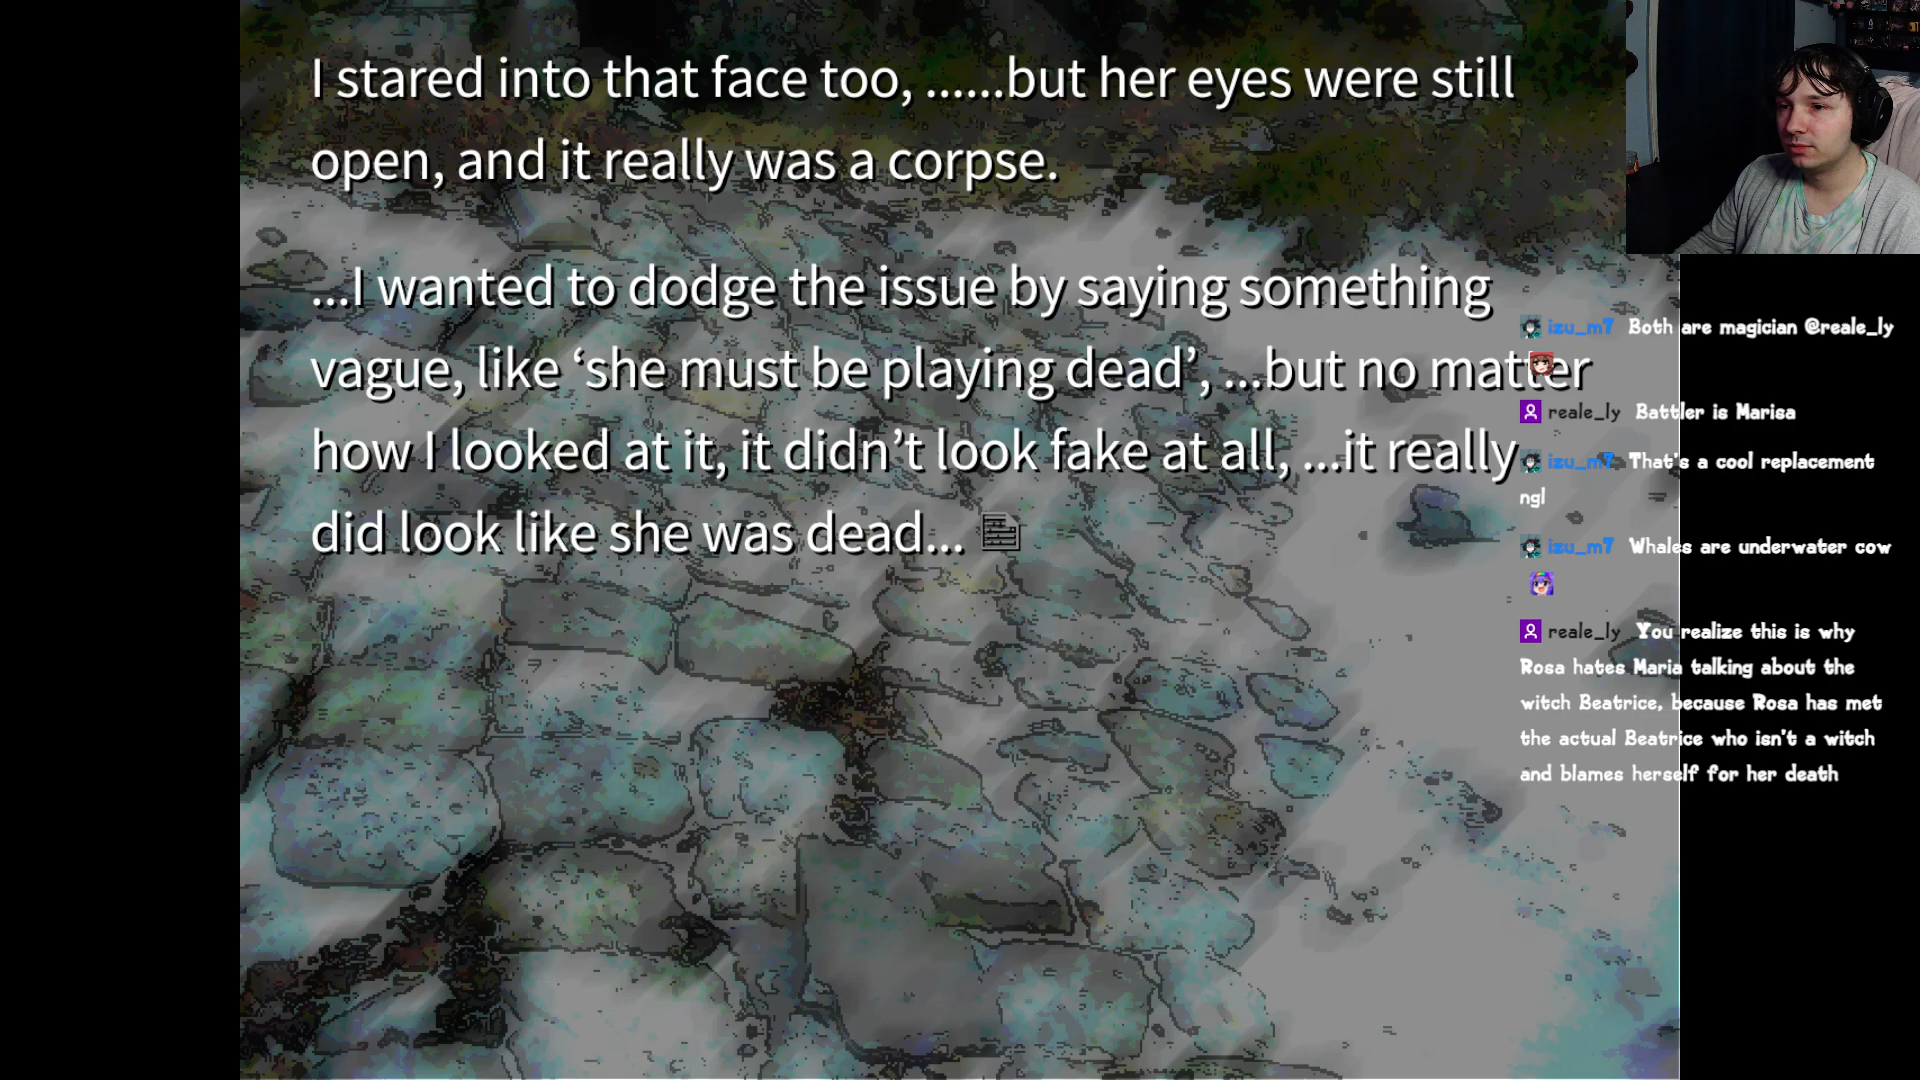 I stared into that face too, ......but her eyes were still
open, and it really was a corpse.
...I wanted to dodge the issue by saying something
vague, like ‘she must be playing dead’, ...but no matter
how I looked at it, it didn’t look fake at all, ...it really
did look like she was dead...
izu_m7 Both are magician @reale_ly
reale_ly Battler is Marisa
izu_m7 That's a cool replacement
ngl
izu_m7 Whales are underwater cow
reale_ly You realize this is why
Rosa hates Maria talking about the
witch Beatrice, because Rosa has met
the actual Beatrice who isn't a witch
and blames herself for her death